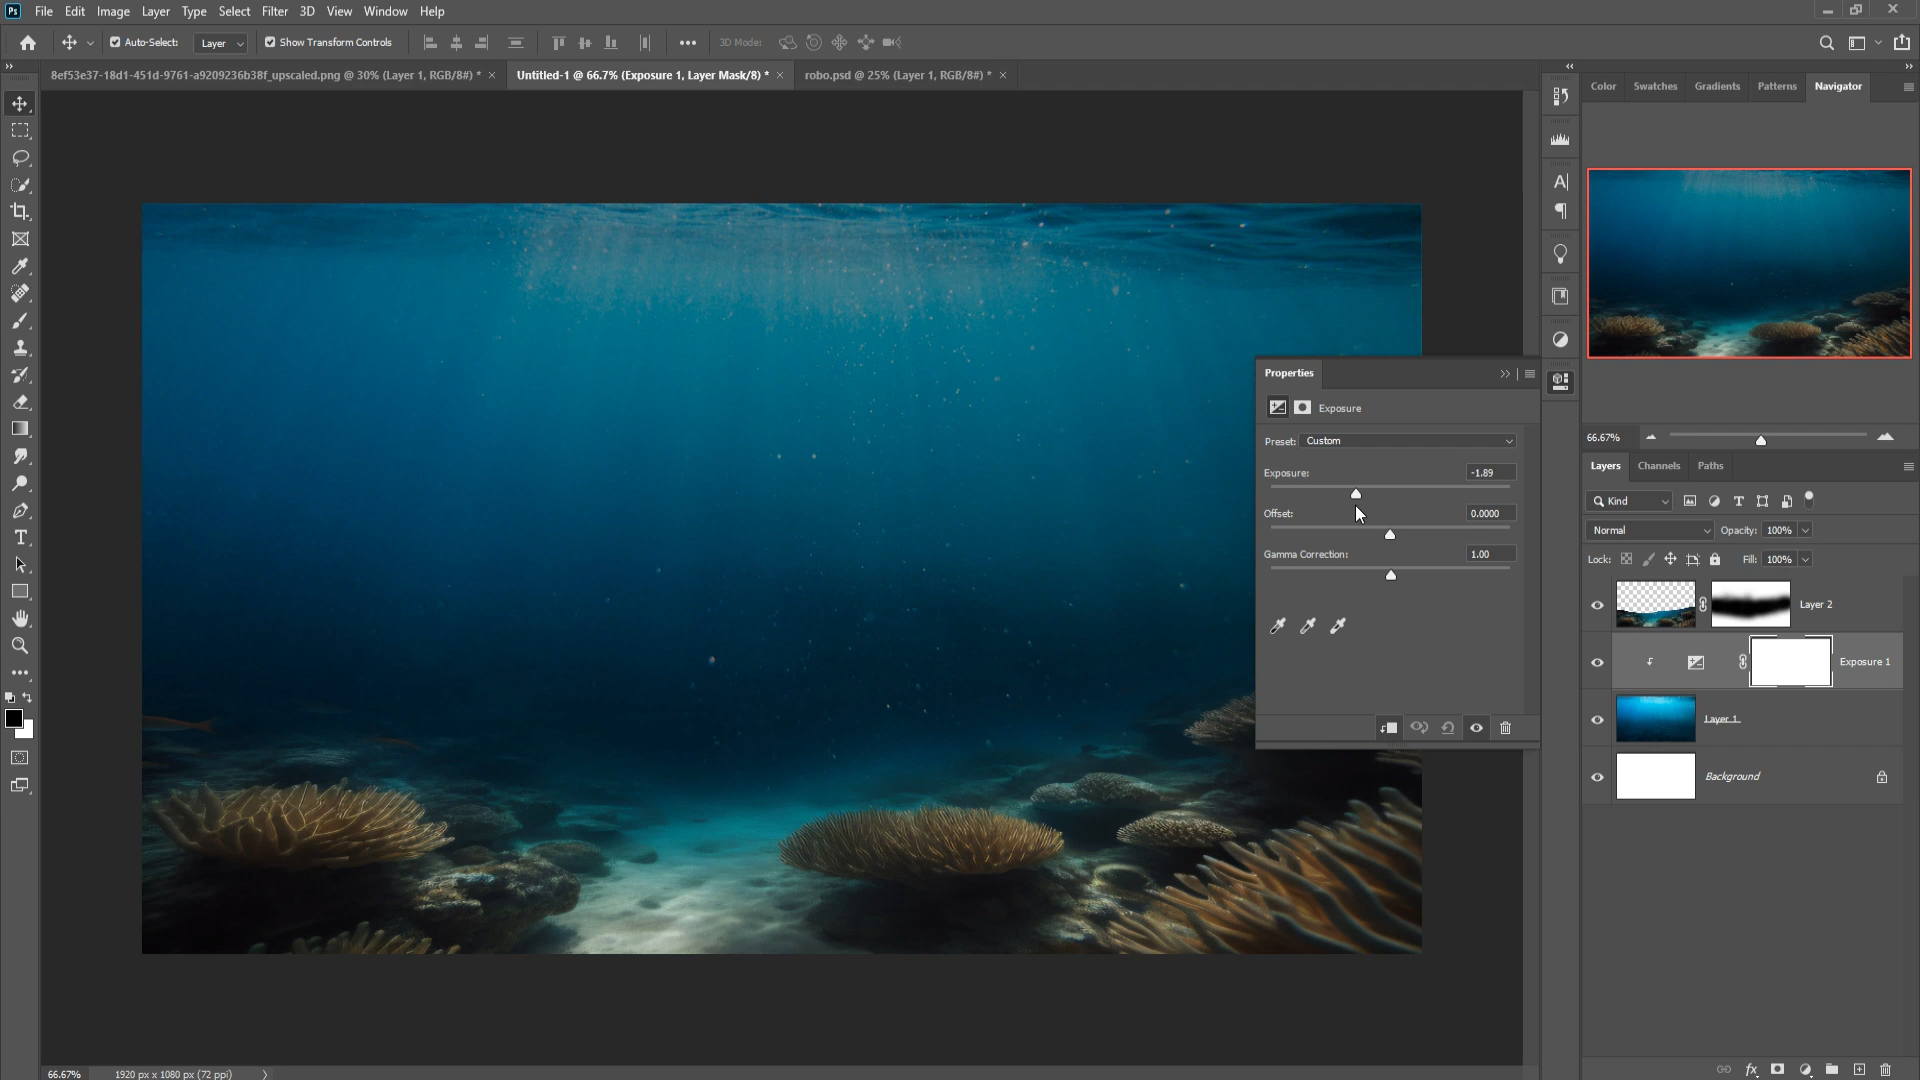 Ps File Edit Image Layer Type Select Filter 3D View Window Help
Auto-Select: Layer Show Transform Controls 3D Mode:
8ef53e37-18d1-451d-9761-a9209236b38f_upscaled.png @ 30% (Layer 1, RGB/8#) * Untitled-1 @ 66.7% (Exposure 1, Layer Mask/8) * robo.psd @ 25% (Layer 1, RGB/8#) *
Color Swatches Gradients Patterns Navigator
Properties
Exposure
Preset: Custom
Exposure: -1.89
Offset: 0.0000
Gamma Correction: 1.00
66.67%
Layers Channels Paths
Kind
Normal Opacity: 100%
Lock: Fill: 100%
Layer 2
Exposure 1
Layer 1
Background
66.67% 1920 px x 1080 px (72 ppi)